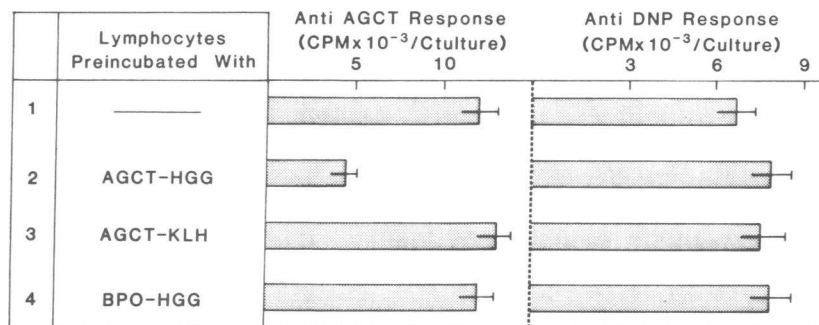 Lymphocytes
Preincubated With
Anti AGCT Response
(CPMx10⁻³/Ctulture)
5 10
Anti DNP Response
(CPMx10⁻³/Culture)
3 6 9
1 ———
2 AGCT-HGG
3 AGCT-KLH
4 BPO-HGG